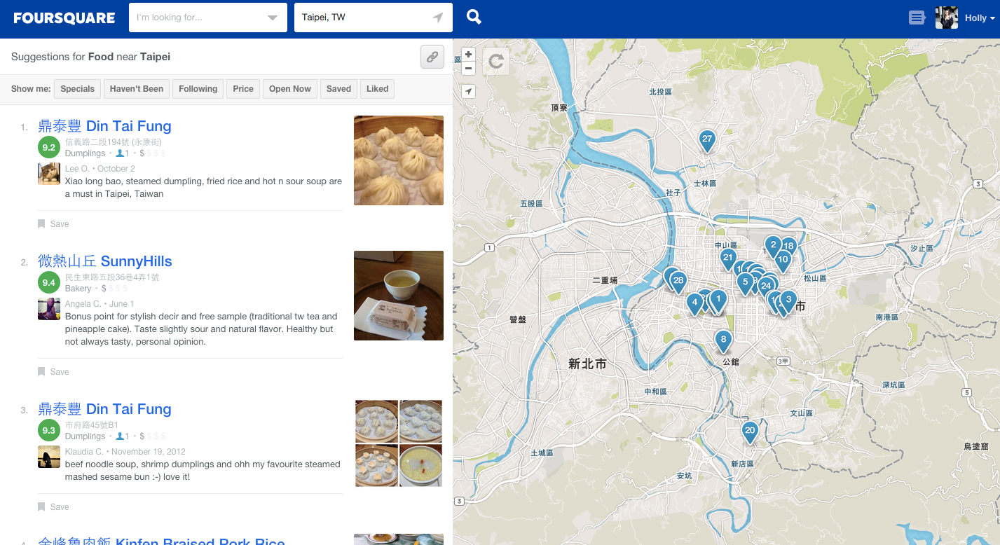 FOURSQUARE
I'm looking for...
Taipei, TW
Holly
Suggestions for Food near Taipei
Show me:
Specials
Haven't Been
Following
Price
Open Now
Saved
Liked
1.
鼎泰豐 Din Tai Fung
9.2
信義路二段194號 (永康街)
Dumplings • 1 • $ $ $ $
Lee O. • October 2
Xiao long bao, steamed dumpling, fried rice and hot n sour soup are
a must in Taipei, Taiwan
Save
2.
微熱山丘 SunnyHills
9.4
民生東路五段36巷4弄1號
Bakery • $ $ $ $
Angela C. • June 1
Bonus point for stylish decir and free sample (traditional tw tea and
pineapple cake). Taste slightly sour and natural flavor. Healthy but
not always tasty, personal opinion.
Save
3.
鼎泰豐 Din Tai Fung
9.3
市府路45號B1
Dumplings • 1 • $ $ $ $
Klaudia C. • November 19, 2012
beef noodle soup, shrimp dumplings and ohh my favourite steamed
mashed sesame bun :-) love it!
Save
4.
金峰魯肉飯 Kinfen Braised Pork Rice
+
−
區
北投區
頂寮
27
士林區
社子
3
五股區
1
中山區
2
18
汐止區
21
10
松山區
二重埔
28
5
24
4
1
3
市
營盤
南港區
8
公館
3甲
新北市
中和區
深坑區
5
文山區
20
烏塗窟
土城區
新店區
安坑
3